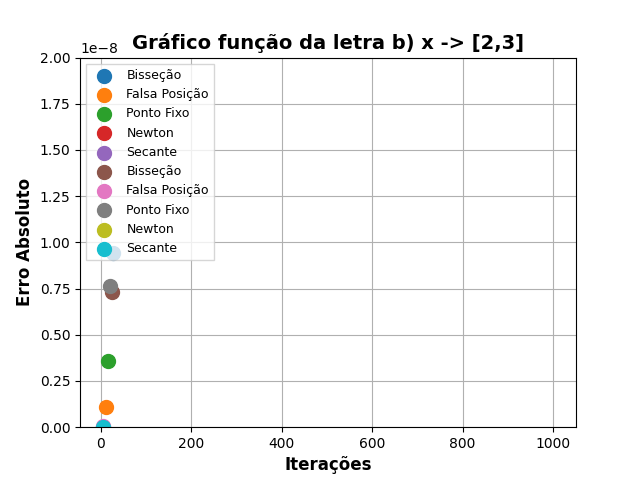 Gráfico função da letra b) x -> [2,3]
1e−8
2.00
1.75
1.50
1.25
1.00
0.75
0.50
0.25
0.00
Erro Absoluto
Bisseção
Falsa Posição
Ponto Fixo
Newton
Secante
Bisseção
Falsa Posição
Ponto Fixo
Newton
Secante
0 200 400 600 800 1000
Iterações